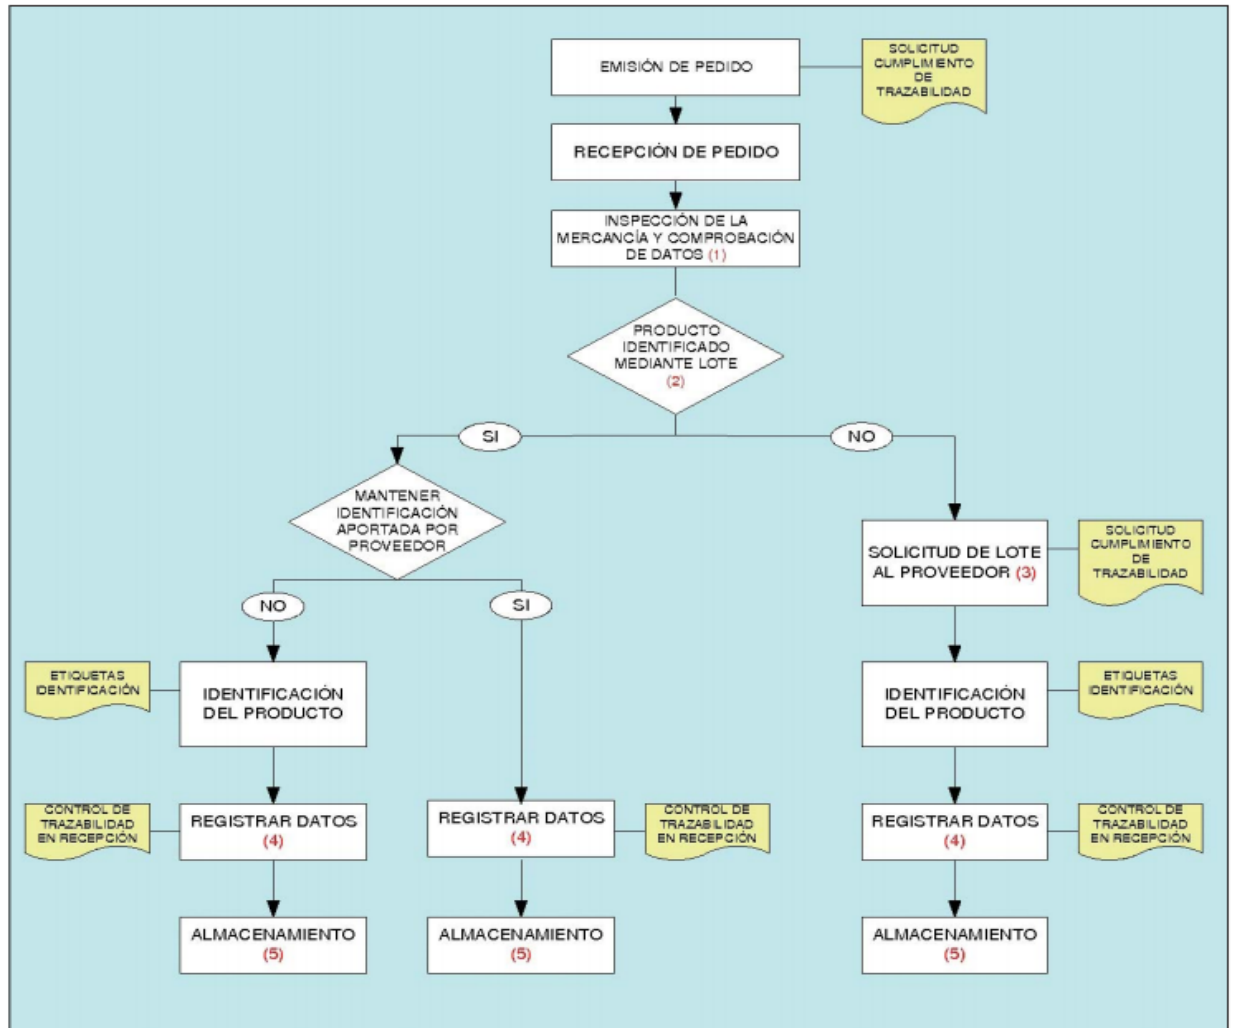 EMISIÓN DE PEDIDO
SOLICITUD
CUMPLIMIENTO
DE
TRAZABILIDAD
RECEPCIÓN DE PEDIDO
INSPECCIÓN DE LA
MERCANCÍA Y COMPROBACIÓN
DE DATOS (1)
PRODUCTO
IDENTIFICADO
MEDIANTE LOTE
(2)
SI
NO
MANTENER
IDENTIFICACIÓN
APORTADA POR
PROVEEDOR
SOLICITUD DE LOTE
AL PROVEEDOR (3)
SOLICITUD
CUMPLIMIENTO
DE
TRAZABILIDAD
NO
SI
ETIQUETAS
IDENTIFICACIÓN
IDENTIFICACIÓN
DEL PRODUCTO
IDENTIFICACIÓN
DEL PRODUCTO
ETIQUETAS
IDENTIFICACIÓN
CONTROL DE
TRAZABILIDAD
EN RECEPCIÓN
REGISTRAR DATOS
(4)
REGISTRAR DATOS
(4)
CONTROL DE
TRAZABILIDAD
EN RECEPCIÓN
REGISTRAR DATOS
(4)
CONTROL DE
TRAZABILIDAD
EN RECEPCIÓN
ALMACENAMIENTO
(5)
ALMACENAMIENTO
(5)
ALMACENAMIENTO
(5)